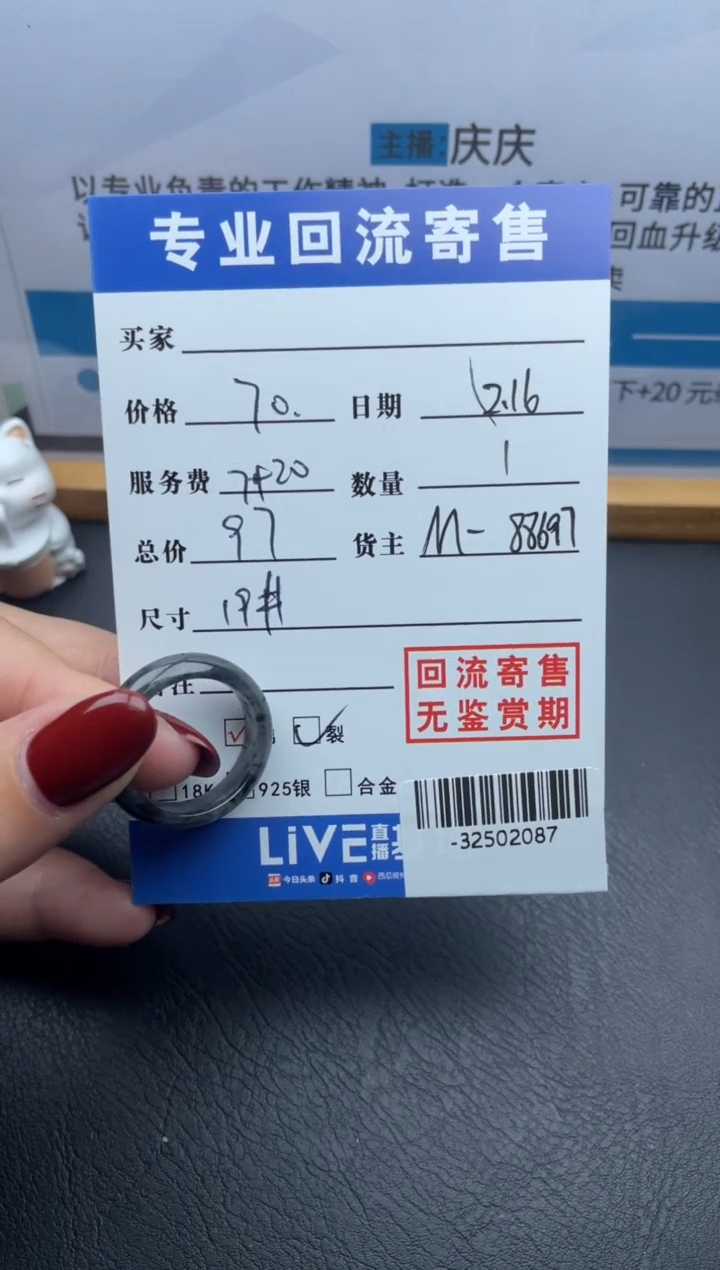 主播：庆庆
以专业负责的工作精神
可靠的
回血升级
下+20元
专业回流寄售
买家
价格 70. 日期 12.16
服务费 7+20 数量 1
总价 97 货主 M-88697
尺寸 19#
注
回流寄售
无鉴赏期
✓ ✓ 裂
18K 925银 合金
-32502087
LiVE 直播
今日头条 抖音 西瓜视频